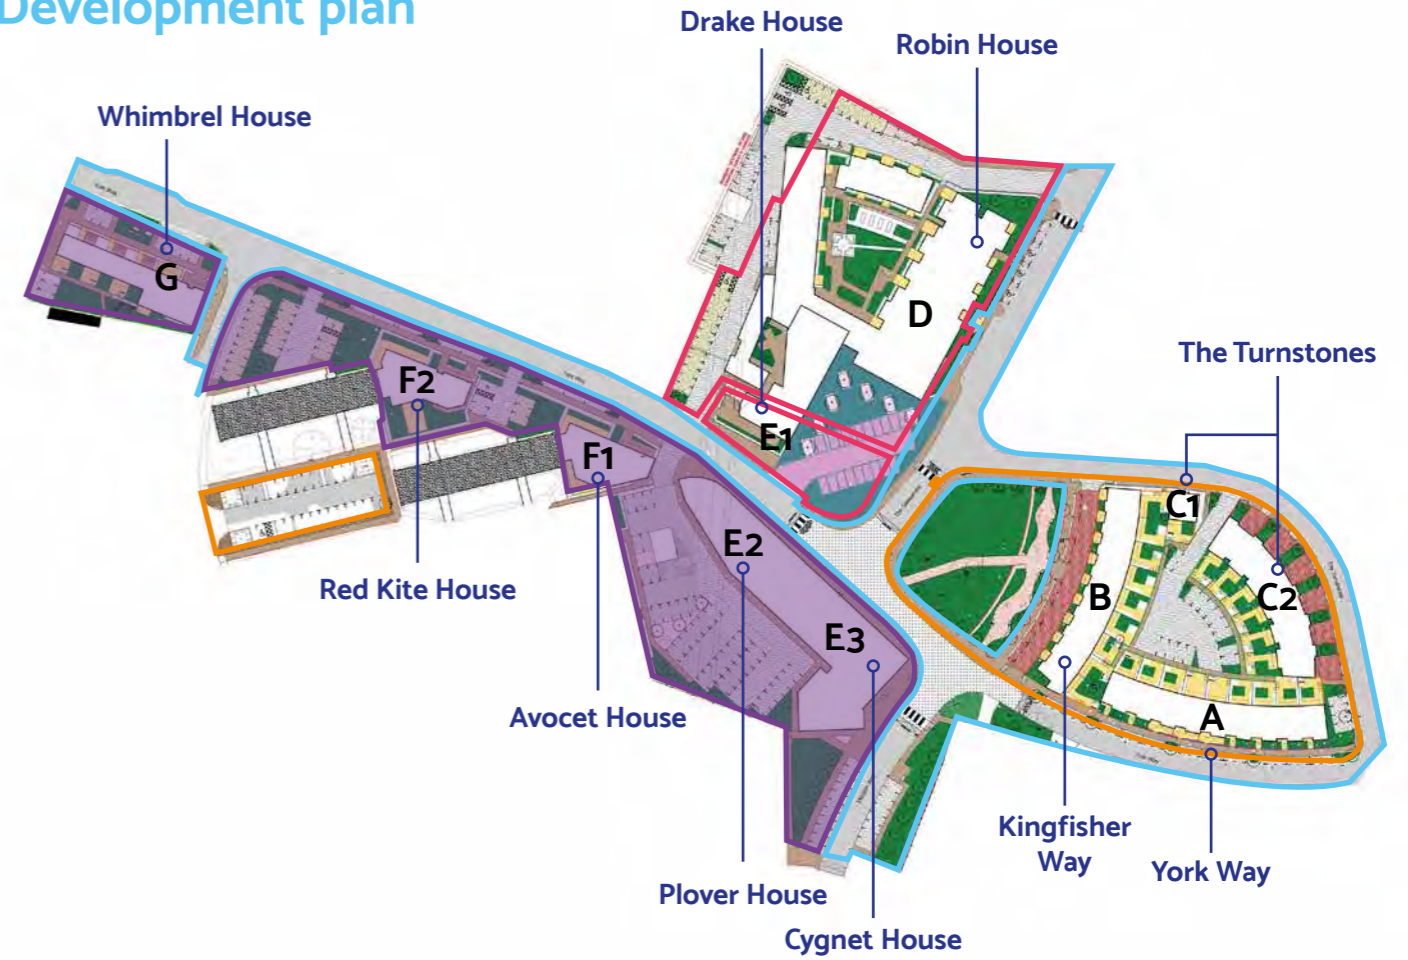 Development plan
Drake House
Robin House
Whimbrel House
The Turnstones
G
D
F2
E1
F1
C1
E2
B
C2
E3
A
Red Kite House
Avocet House
Kingfisher
Way
York Way
Plover House
Cygnet House